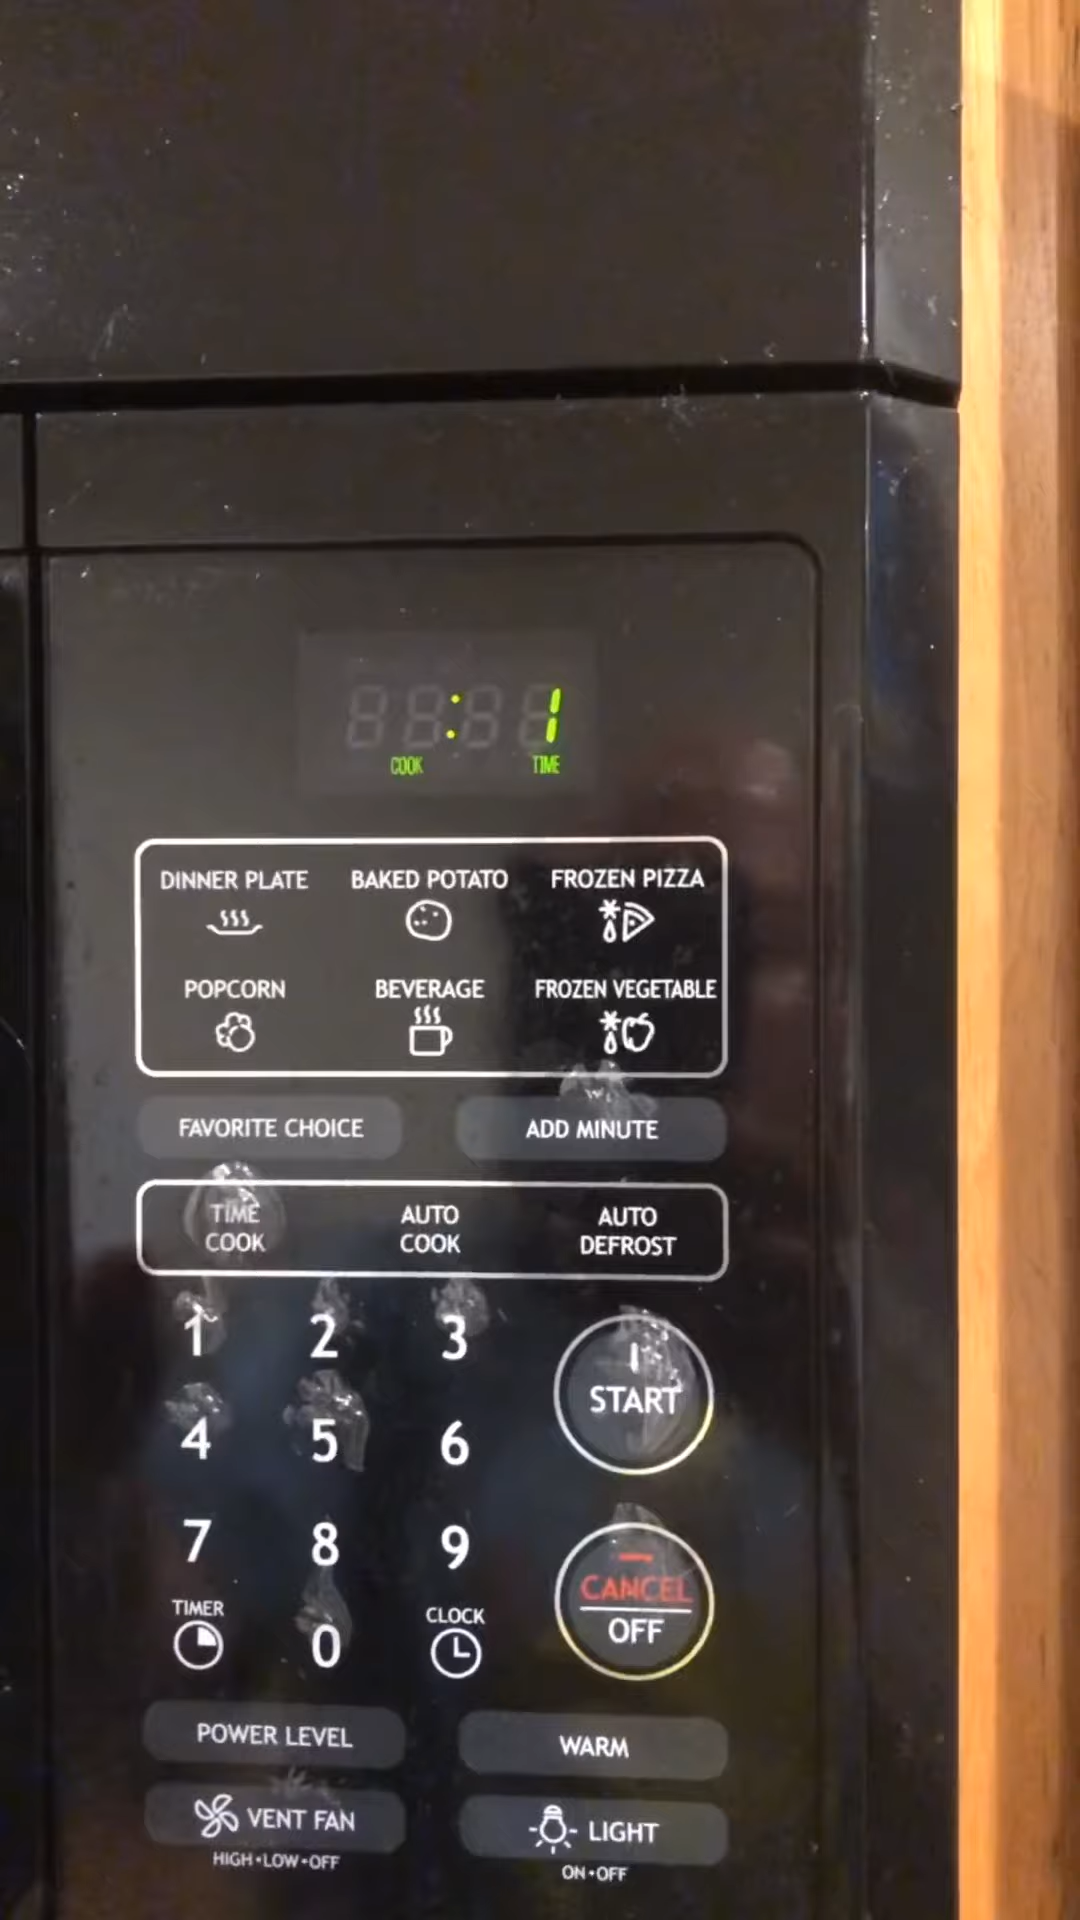 :1
COOK TIME
DINNER PLATE BAKED POTATO FROZEN PIZZA
POPCORN BEVERAGE FROZEN VEGETABLE
FAVORITE CHOICE ADD MINUTE
TIME COOK
AUTO COOK
AUTO DEFROST
1 2 3
START
4 5 6
7 8 9
CANCEL
OFF
TIMER 0 CLOCK
POWER LEVEL WARM
VENT FAN LIGHT
HIGH•LOW•OFF ON•OFF